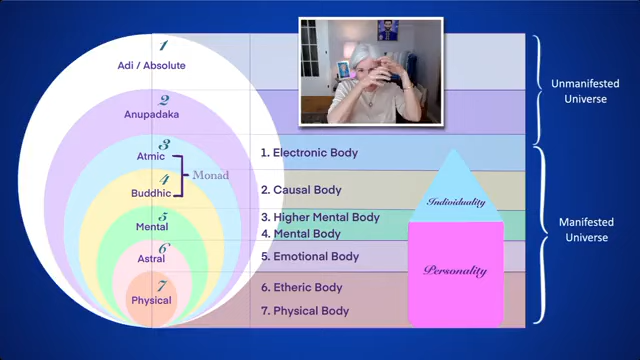 1
Adi / Absolute
2
Anupadaka
3
Atmic
4
Buddhic
Monad
5
Mental
6
Astral
7
Physical
1. Electronic Body
2. Causal Body
3. Higher Mental Body
4. Mental Body
5. Emotional Body
6. Etheric Body
7. Physical Body
Individuality
Personality
Unmanifested
Universe
Manifested
Universe